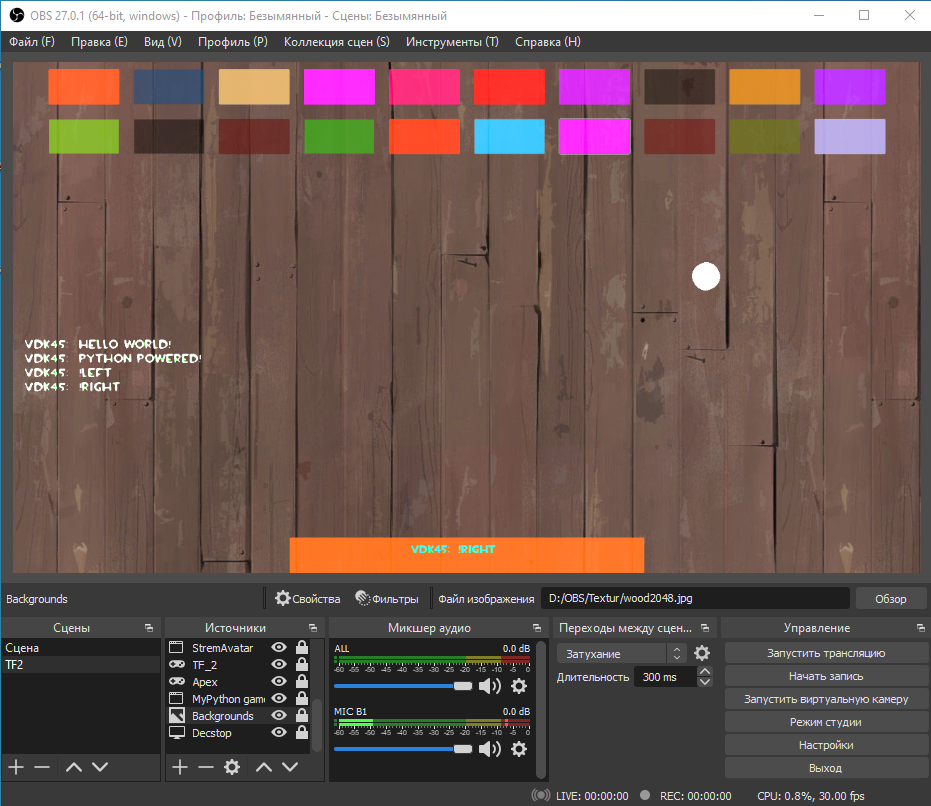 OBS 27.0.1 (64-bit, windows) - Профиль: Безымянный - Сцены: Безымянный
Файл (F) Правка (E) Вид (V) Профиль (P) Коллекция сцен (S) Инструменты (T) Справка (H)
VDK45: HELLO WORLD!
VDK45: PYTHON POWERED!
VDK45: !LEFT
VDK45: !RIGHT
VDK45: !RIGHT
Backgrounds Свойства Фильтры Файл изображения D:/OBS/Textur/wood2048.jpg Обзор
Сцены Источники Микшер аудио Переходы между сцен... Управление
Сцена
TF2
StremAvatar
TF_2
Apex
MyPython game
Backgrounds
Decstop
ALL 0.0 dB
-60 -55 -50 -45 -40 -35 -30 -25 -20 -15 -10 -5 0
MIC B1 0.0 dB
-60 -55 -50 -45 -40 -35 -30 -25 -20 -15 -10 -5 0
Затухание
Длительность 300 ms
Запустить трансляцию
Начать запись
Запустить виртуальную камеру
Режим студии
Настройки
Выход
LIVE: 00:00:00 REC: 00:00:00 CPU: 0.8%, 30.00 fps